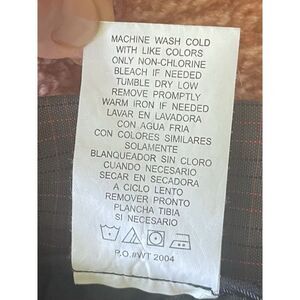 MACHINE WASH COLD
WITH LIKE COLORS
ONLY NON-CHLORINE
BLEACH IF NEEDED
TUMBLE DRY LOW
REMOVE PROMPTLY
WARM IRON IF NEEDED
LAVAR EN LAVADORA
CON AGUA FRIA
CON COLORES SIMILARES
SOLAMENTE
BLANQUEADOR SIN CLORO
CUANDO NECESARIO
SECAR EN SECADORA
A CICLO LENTO
REMOVER PRONTO
PLANCHA TIBIA
SI NECESARIO
P.O.#WT 2004